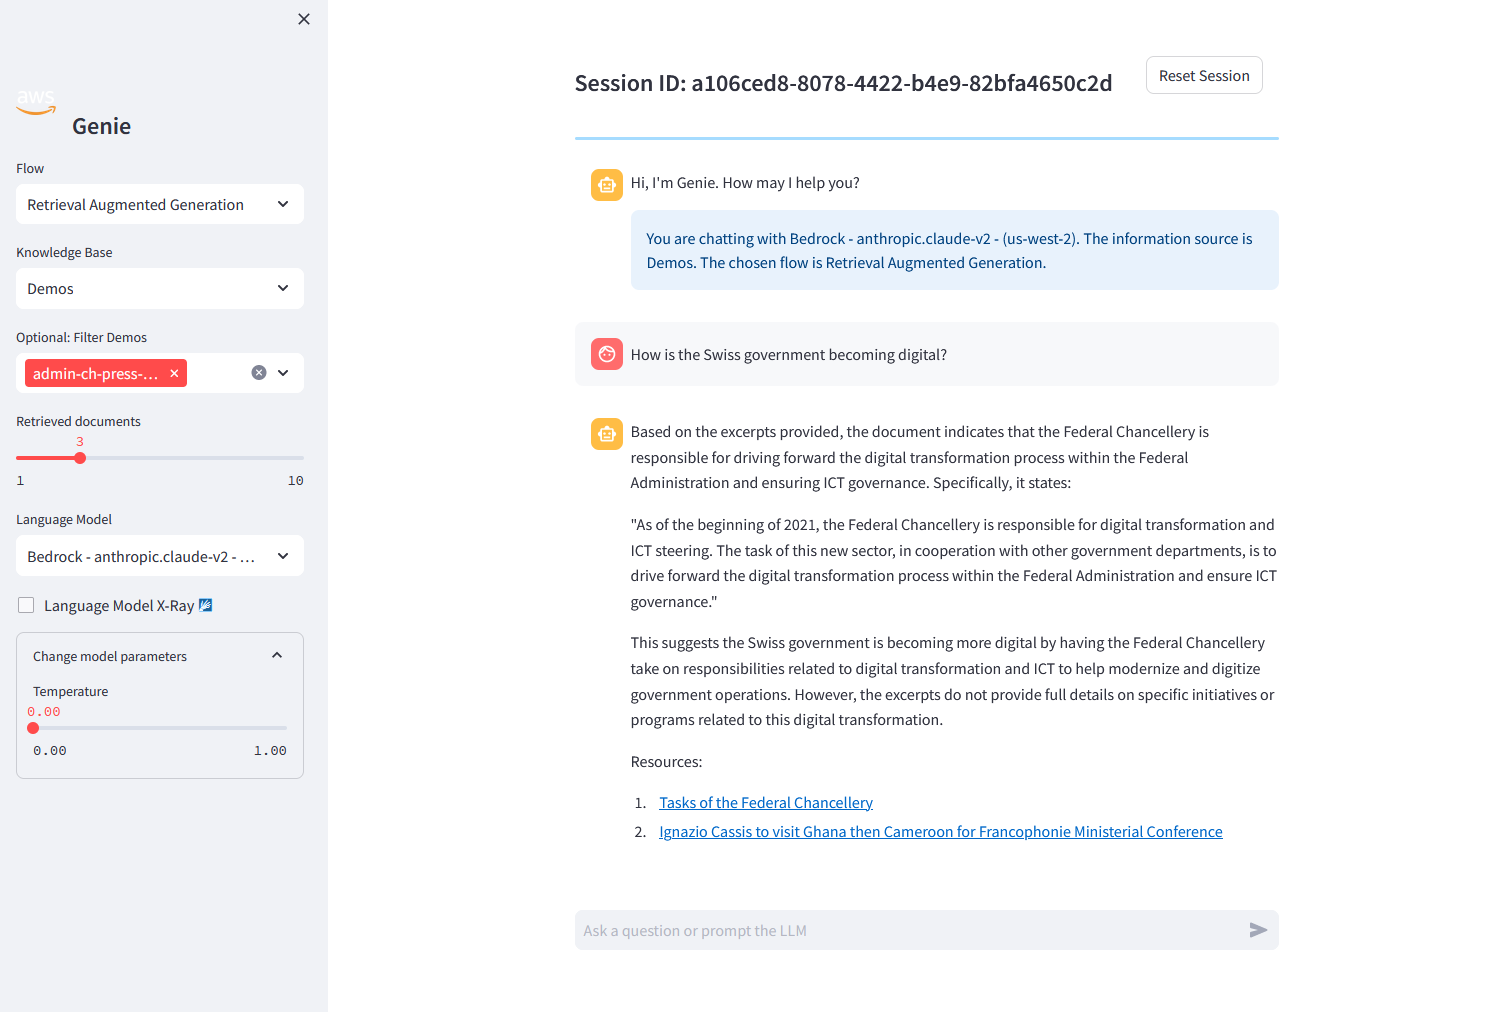 aws
Genie
Flow
Retrieval Augmented Generation
Knowledge Base
Demos
Optional: Filter Demos
admin-ch-press-...
Retrieved documents
3
1 10
Language Model
Bedrock - anthropic.claude-v2 - ...
Language Model X-Ray
Change model parameters
Temperature
0.00
0.00 1.00
Session ID: a106ced8-8078-4422-b4e9-82bfa4650c2d
Reset Session
Hi, I'm Genie. How may I help you?
You are chatting with Bedrock - anthropic.claude-v2 - (us-west-2). The information source is
Demos. The chosen flow is Retrieval Augmented Generation.
How is the Swiss government becoming digital?
Based on the excerpts provided, the document indicates that the Federal Chancellery is
responsible for driving forward the digital transformation process within the Federal
Administration and ensuring ICT governance. Specifically, it states:
"As of the beginning of 2021, the Federal Chancellery is responsible for digital transformation and
ICT steering. The task of this new sector, in cooperation with other government departments, is to
drive forward the digital transformation process within the Federal Administration and ensure ICT
governance."
This suggests the Swiss government is becoming more digital by having the Federal Chancellery
take on responsibilities related to digital transformation and ICT to help modernize and digitize
government operations. However, the excerpts do not provide full details on specific initiatives or
programs related to this digital transformation.
Resources:
1. Tasks of the Federal Chancellery
2. Ignazio Cassis to visit Ghana then Cameroon for Francophonie Ministerial Conference
Ask a question or prompt the LLM